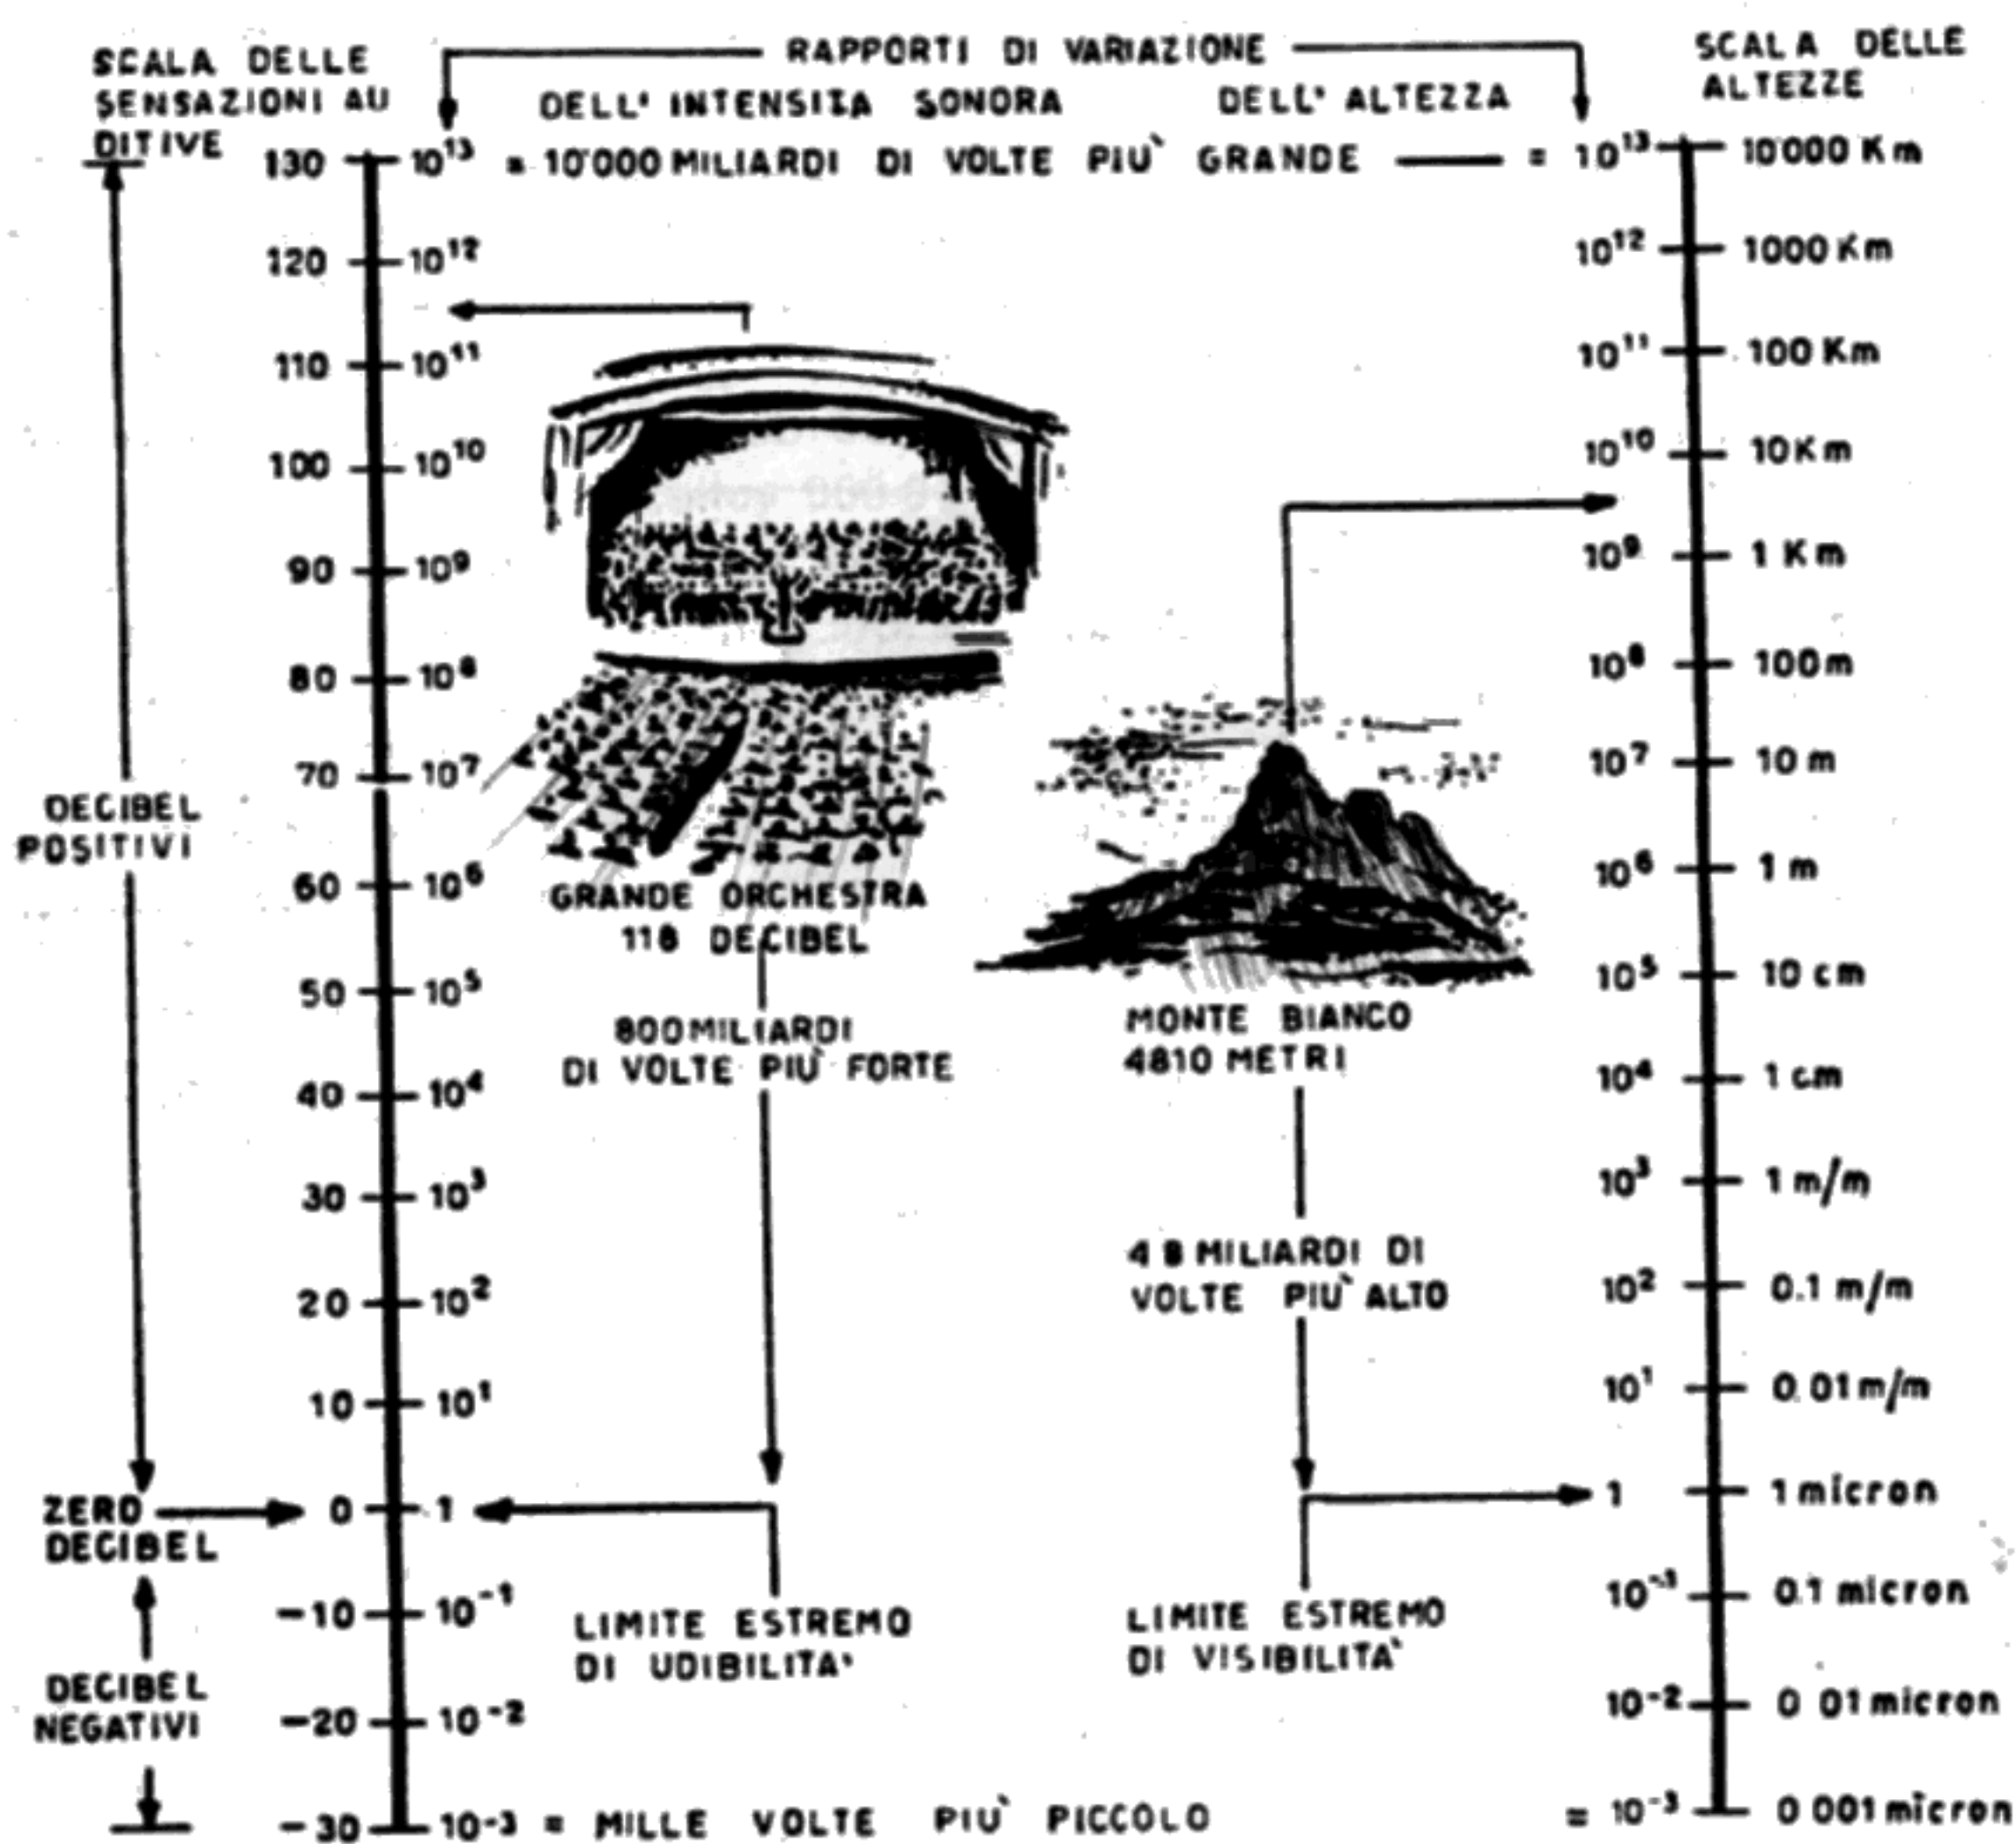 SCALA DELLE
SENSAZIONI AU
DITIVE
RAPPORTI DI VARIAZIONE
DELL' INTENSITA SONORA
DELL' ALTEZZA
SCALA DELLE
ALTEZZE
130 10¹³ = 10'000 MILIARDI DI VOLTE PIÙ GRANDE = 10¹³ 10'000 Km
120 10¹² 10¹² 1000 Km
110 10¹¹ 10¹¹ 100 Km
100 10¹⁰ 10¹⁰ 10 Km
90 10⁹ 10⁹ 1 Km
80 10⁸ 10⁸ 100 m
70 10⁷ 10⁷ 10 m
DECIBEL
POSITIVI
60 10⁶ 10⁶ 1 m
GRANDE ORCHESTRA
118 DECIBEL
50 10⁵ 10⁵ 10 cm
800 MILIARDI
DI VOLTE PIÙ FORTE
MONTE BIANCO
4810 METRI
40 10⁴ 10⁴ 1 cm
30 10³ 10³ 1 m/m
4 8 MILIARDI DI
VOLTE PIÙ ALTO
20 10² 10² 0.1 m/m
10 10¹ 10¹ 0.01 m/m
ZERO
DECIBEL
0 1 1 1 micron
-10 10⁻¹ 10⁻¹ 0.1 micron
LIMITE ESTREMO
DI UDIBILITA'
LIMITE ESTREMO
DI VISIBILITA'
DECIBEL
NEGATIVI
-20 10⁻² 10⁻² 0 01 micron
-30 10⁻³ = MILLE VOLTE PIÙ PICCOLO = 10⁻³ 0 001 micron